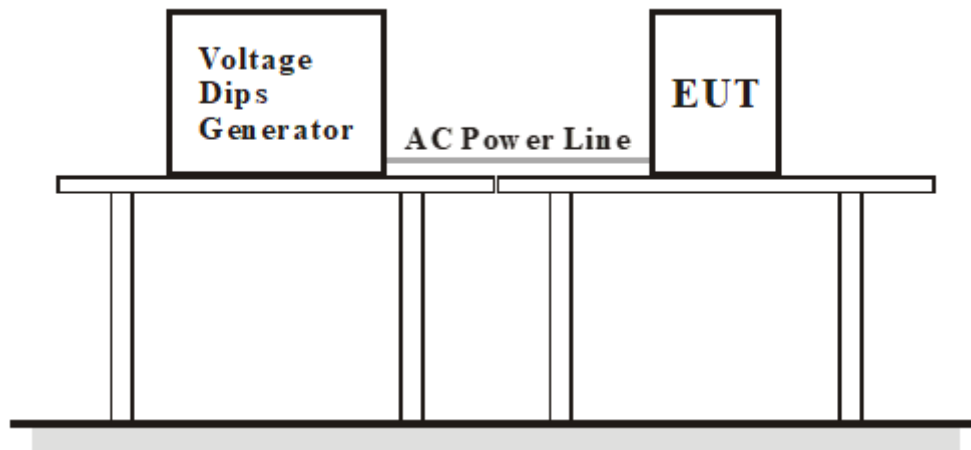 Voltage
Dips
Generator
AC Power Line
EUT